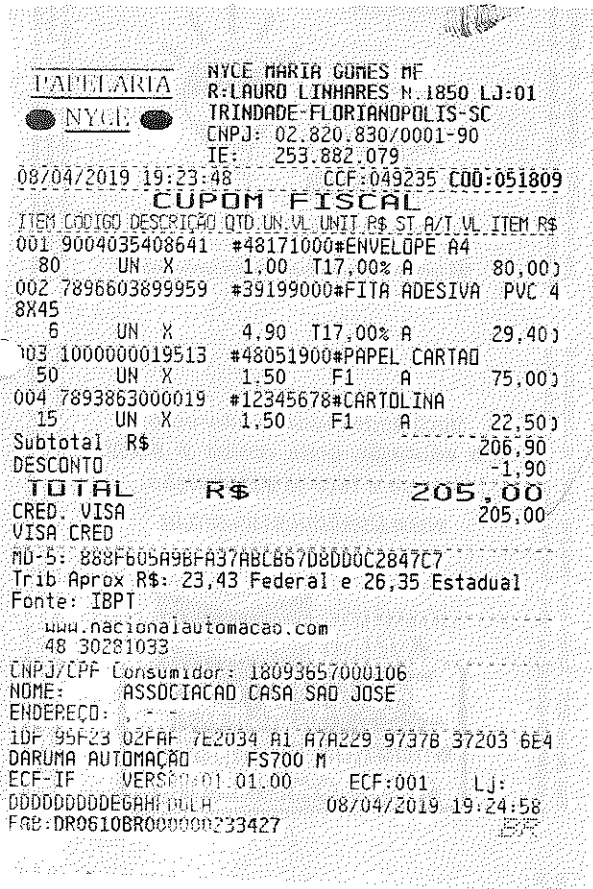 PAPELARIA
NYCE
NYCE MARIA GOMES ME
R:LAURO LINHARES N.1850 LJ:01
TRINDADE-FLORIANOPOLIS-SC
CNPJ: 02.820.830/0001-90
IE: 253.882.079
08/04/2019 19:23:48 CCF:049235 COO:051809
CUPOM FISCAL
ITEM CÓDIGO DESCRIÇÃO QTD UN.VL UNIT R$ ST A/T VL ITEM R$
001 9004035408641 #48171000#ENVELOPE A4
80 UN X 1,00 T17,00% A 80,00
002 7896603899959 #39199000#FITA ADESIVA PVC 4
8X45
6 UN X 4,90 T17,00% A 29,40
003 1000000019513 #48051900#PAPEL CARTAO
50 UN X 1,50 F1 A 75,00
004 7893863000019 #12345678#CARTOLINA
15 UN X 1,50 F1 A 22,50
Subtotal R$ 206,90
DESCONTO -1,90
TOTAL R$ 205,00
CRED. VISA 205,00
VISA CRED
MD-5: 888F605A9BFA37ABCB67D8DD0C2847C7
Trib Aprox R$: 23,43 Federal e 26,35 Estadual
Fonte: IBPT
www.nacionalautomacao.com
48 30281033
CNPJ/CPF Consumidor: 18093657000106
NOME: ASSOCIACAO CASA SAO JOSE
ENDEREÇO: , - -
1DF 95F23 02FAF 7E2034 A1 A7A229 9737B 37203 6E4
DARUMA AUTOMAÇÃO FS700 M
ECF-IF 01.01.00 ECF:001 Lj:
08/04/2019 19:24:58
FAB:DR0610BR000000233427 BR